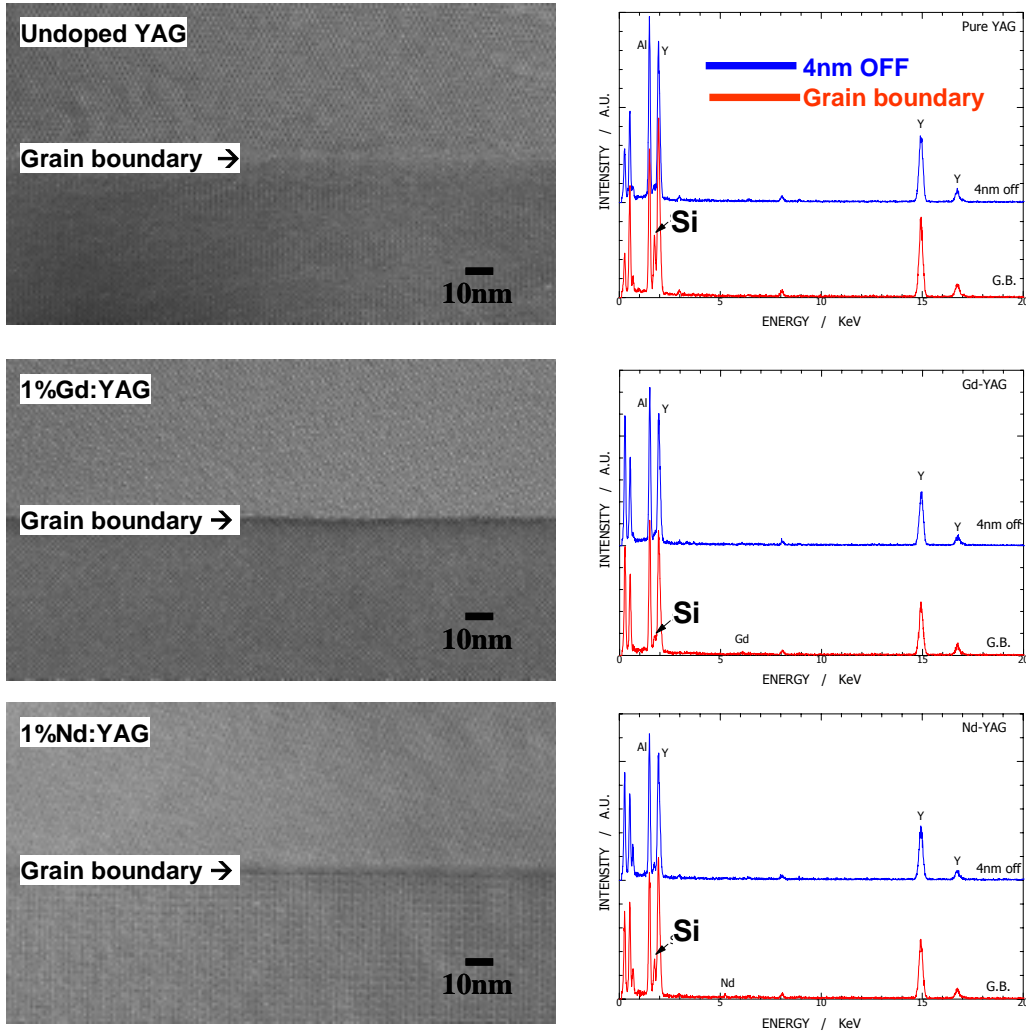 Undoped YAG
Grain boundary →
10nm
Pure YAG
4nm OFF
Grain boundary
Al
Y
Y
Y
4nm off
Si
G.B.
INTENSITY / A.U.
0 5 10 15 20
ENERGY / KeV
1%Gd:YAG
Grain boundary →
10nm
Gd-YAG
Al
Y
Y
Y
4nm off
Si
Gd
G.B.
INTENSITY / A.U.
0 5 10 15 20
ENERGY / KeV
1%Nd:YAG
Grain boundary →
10nm
Nd-YAG
Al
Y
Y
Y
4nm off
Si
Nd
G.B.
INTENSITY / A.U.
0 5 10 15 20
ENERGY / KeV